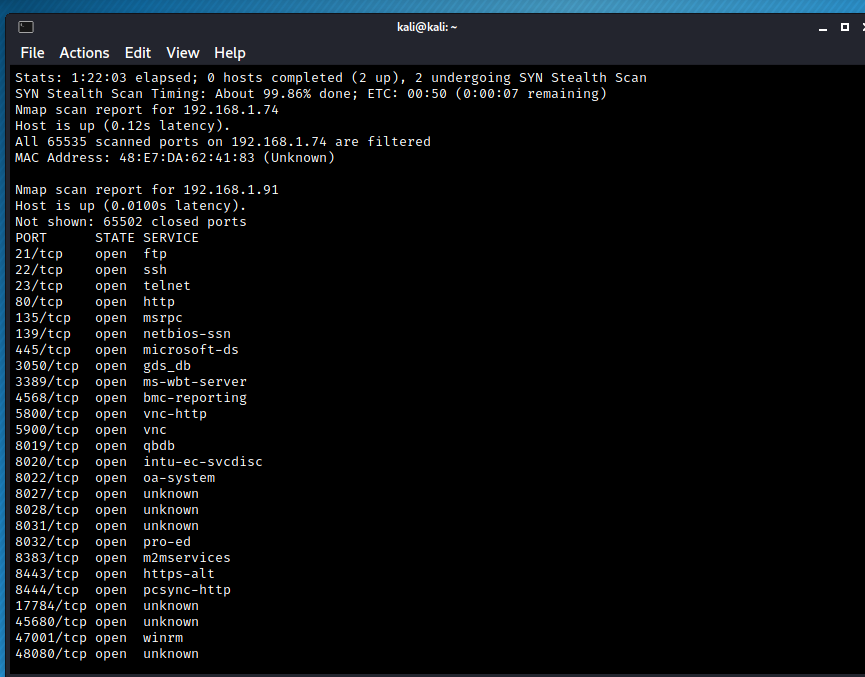 kali@kali: ~
File Actions Edit View Help
Stats: 1:22:03 elapsed; 0 hosts completed (2 up), 2 undergoing SYN Stealth Scan
SYN Stealth Scan Timing: About 99.86% done; ETC: 00:50 (0:00:07 remaining)
Nmap scan report for 192.168.1.74
Host is up (0.12s latency).
All 65535 scanned ports on 192.168.1.74 are filtered
MAC Address: 48:E7:DA:62:41:83 (Unknown)
Nmap scan report for 192.168.1.91
Host is up (0.0100s latency).
Not shown: 65502 closed ports
PORT      STATE SERVICE
21/tcp    open  ftp
22/tcp    open  ssh
23/tcp    open  telnet
80/tcp    open  http
135/tcp   open  msrpc
139/tcp   open  netbios-ssn
445/tcp   open  microsoft-ds
3050/tcp  open  gds_db
3389/tcp  open  ms-wbt-server
4568/tcp  open  bmc-reporting
5800/tcp  open  vnc-http
5900/tcp  open  vnc
8019/tcp  open  qbdb
8020/tcp  open  intu-ec-svcdisc
8022/tcp  open  oa-system
8027/tcp  open  unknown
8028/tcp  open  unknown
8031/tcp  open  unknown
8032/tcp  open  pro-ed
8383/tcp  open  m2mservices
8443/tcp  open  https-alt
8444/tcp  open  pcsync-http
17784/tcp open  unknown
45680/tcp open  unknown
47001/tcp open  winrm
48080/tcp open  unknown